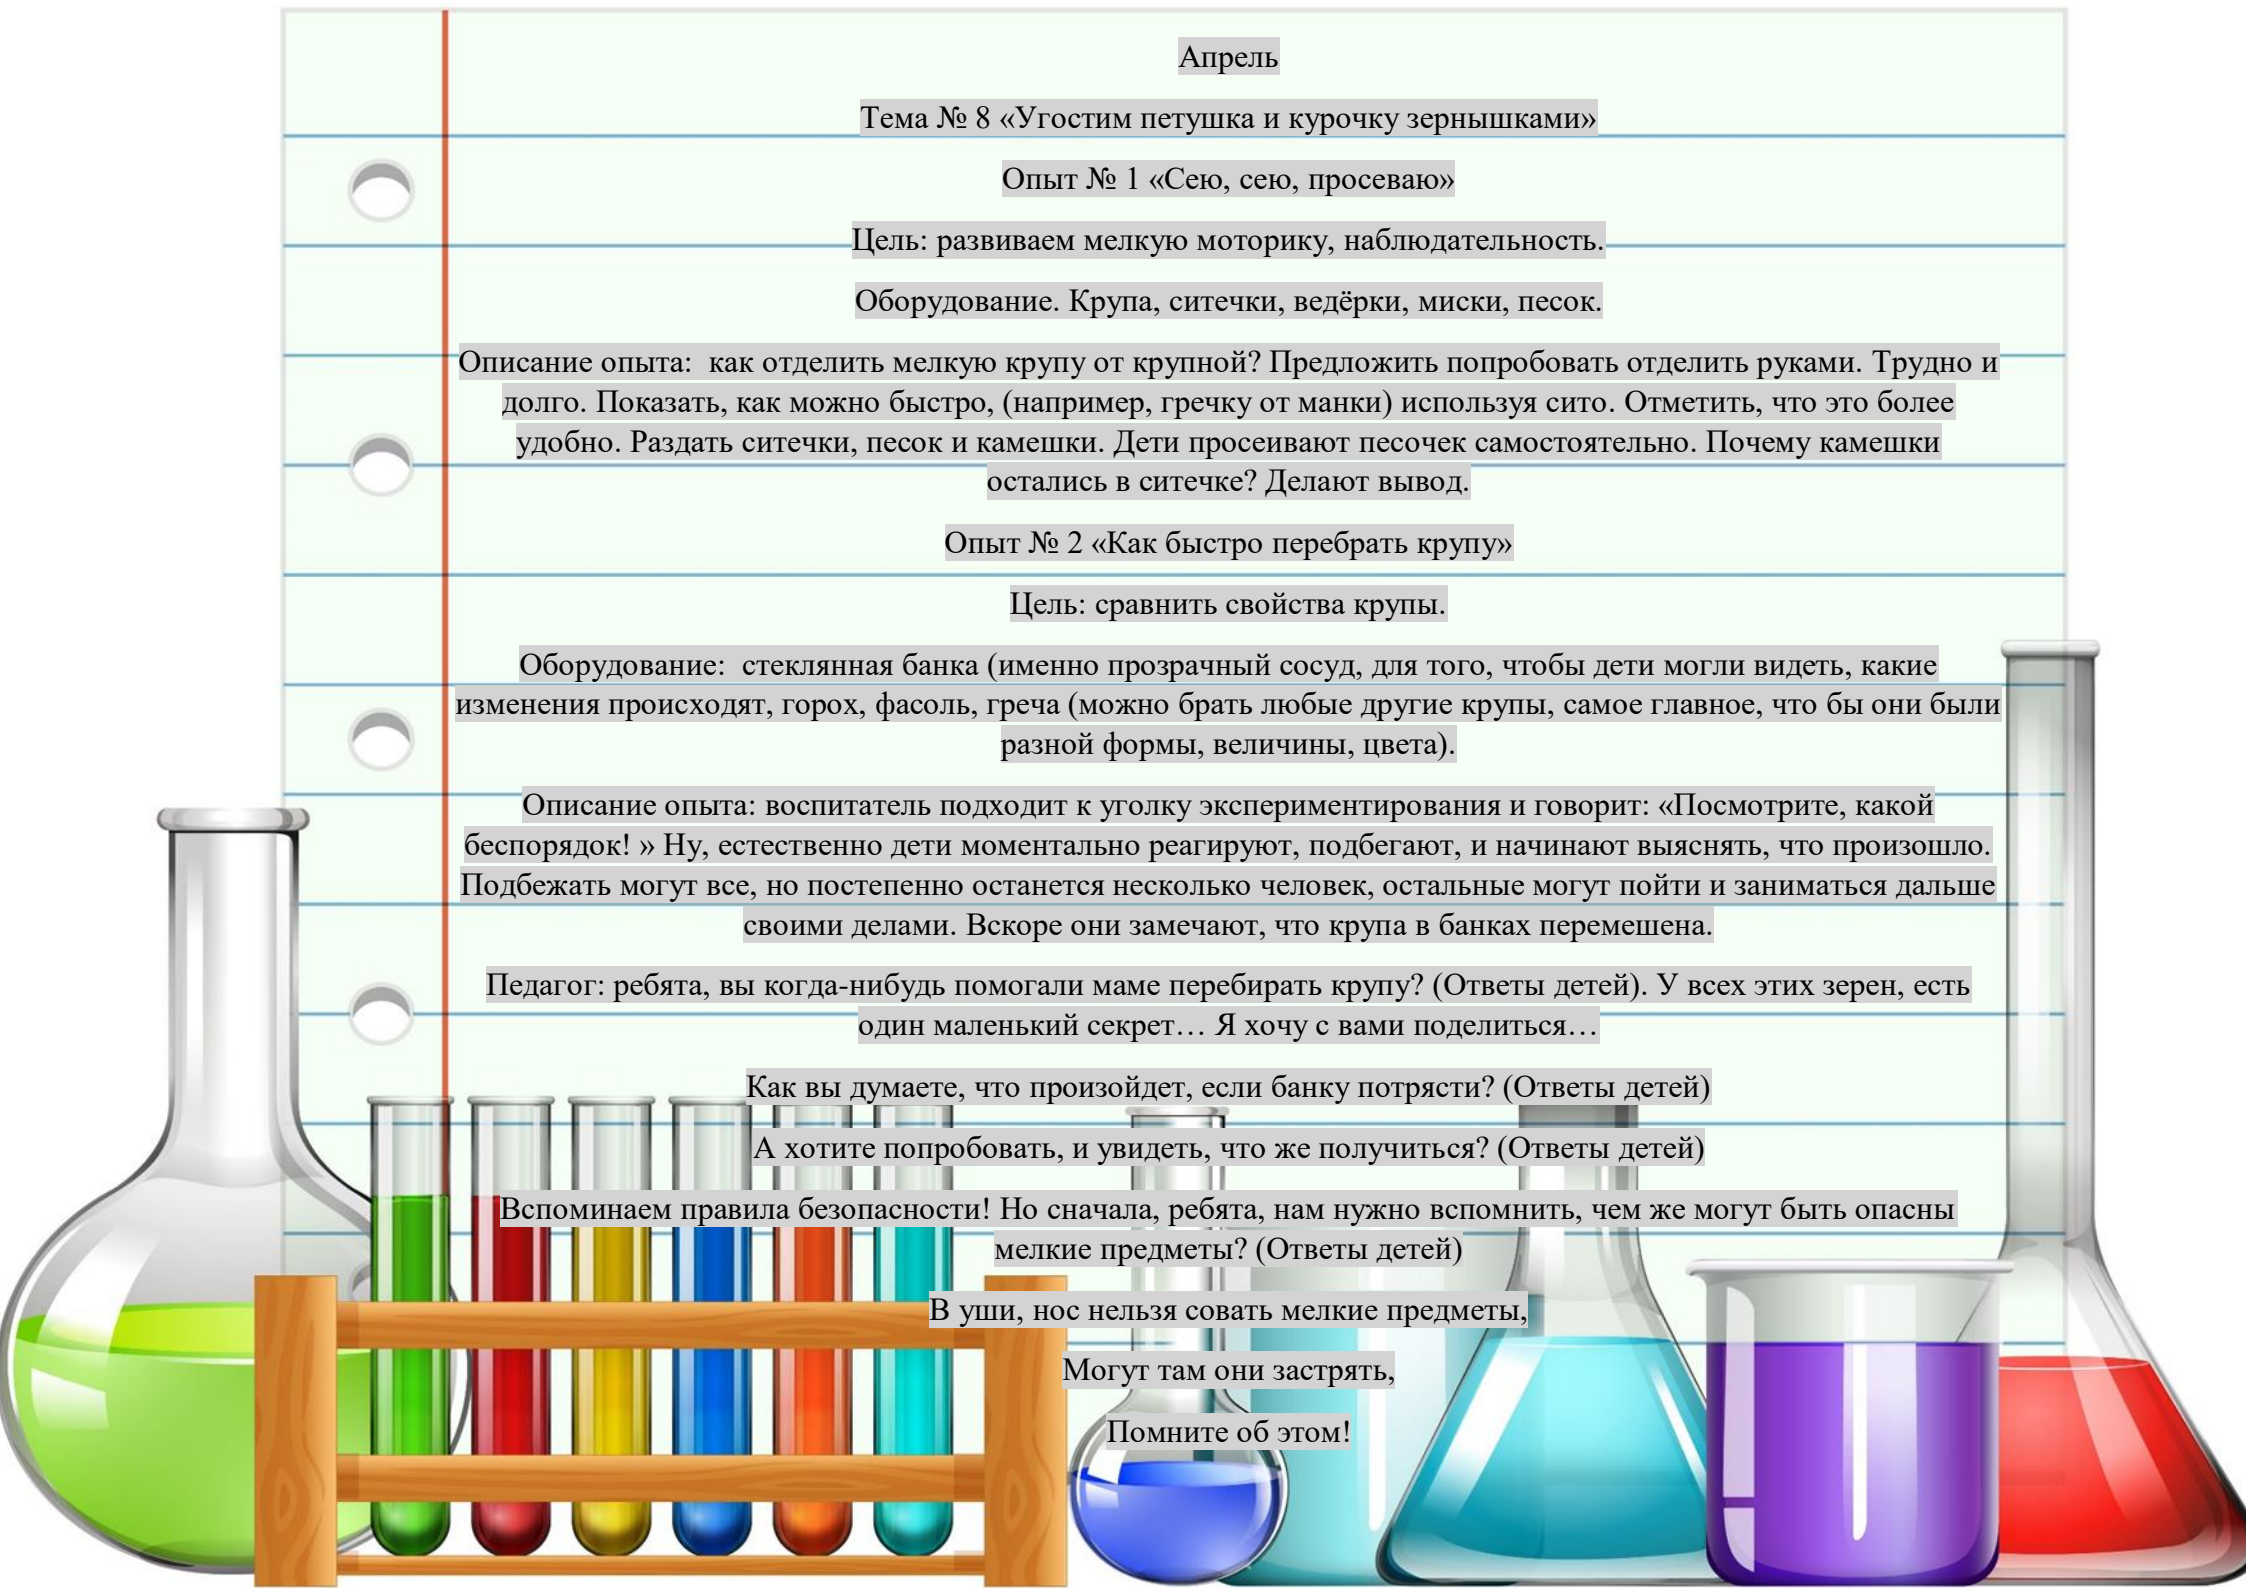 Апрель
Тема № 8 «Угостим петушка и курочку зернышками»
Опыт № 1 «Сею, сею, просеваю»
Цель: развиваем мелкую моторику, наблюдательность.
Оборудование. Крупа, ситечки, ведёрки, миски, песок.
Описание опыта:  как отделить мелкую крупу от крупной? Предложить попробовать отделить руками. Трудно и
долго. Показать, как можно быстро, (например, гречку от манки) используя сито. Отметить, что это более
удобно. Раздать ситечки, песок и камешки. Дети просеивают песочек самостоятельно. Почему камешки
остались в ситечке? Делают вывод.
Опыт № 2 «Как быстро перебрать крупу»
Цель: сравнить свойства крупы.
Оборудование:  стеклянная банка (именно прозрачный сосуд, для того, чтобы дети могли видеть, какие
изменения происходят, горох, фасоль, греча (можно брать любые другие крупы, самое главное, что бы они были
разной формы, величины, цвета).
Описание опыта: воспитатель подходит к уголку экспериментирования и говорит: «Посмотрите, какой
беспорядок! » Ну, естественно дети моментально реагируют, подбегают, и начинают выяснять, что произошло.
Подбежать могут все, но постепенно останется несколько человек, остальные могут пойти и заниматься дальше
своими делами. Вскоре они замечают, что крупа в банках перемешена.
Педагог: ребята, вы когда-нибудь помогали маме перебирать крупу? (Ответы детей). У всех этих зерен, есть
один маленький секрет… Я хочу с вами поделиться…
Как вы думаете, что произойдет, если банку потрясти? (Ответы детей)
А хотите попробовать, и увидеть, что же получиться? (Ответы детей)
Вспоминаем правила безопасности! Но сначала, ребята, нам нужно вспомнить, чем же могут быть опасны
мелкие предметы? (Ответы детей)
В уши, нос нельзя совать мелкие предметы,
Могут там они застрять,
Помните об этом!